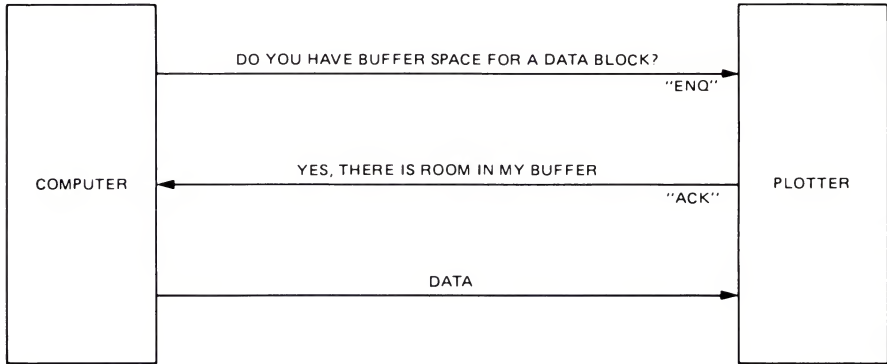 DO YOU HAVE BUFFER SPACE FOR A DATA BLOCK?
"ENQ"
YES, THERE IS ROOM IN MY BUFFER
COMPUTER
PLOTTER
"ACK"
DATA